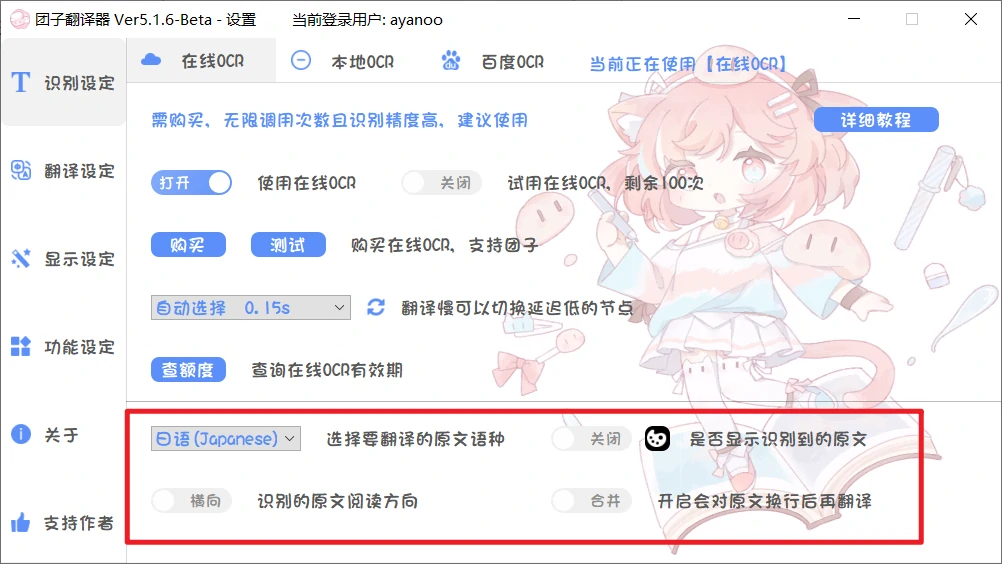 团子翻译器 Ver5.1.6-Beta - 设置 当前登录用户: ayanoo
识别设定
翻译设定
显示设定
功能设定
关于
支持作者
在线OCR 本地OCR 百度OCR 当前正在使用【在线OCR】
需购买，无限调用次数且识别精度高，建议使用 详细教程
打开 使用在线OCR 关闭 试用在线OCR，剩余100次
购买 测试 购买在线OCR，支持团子
自动选择 0.15s 翻译慢可以切换延迟低的节点
查额度 查询在线OCR有效期
日语(Japanese) 选择要翻译的原文语种 关闭 是否显示识别到的原文
横向 识别的原文阅读方向 合并 开启会对原文换行后再翻译